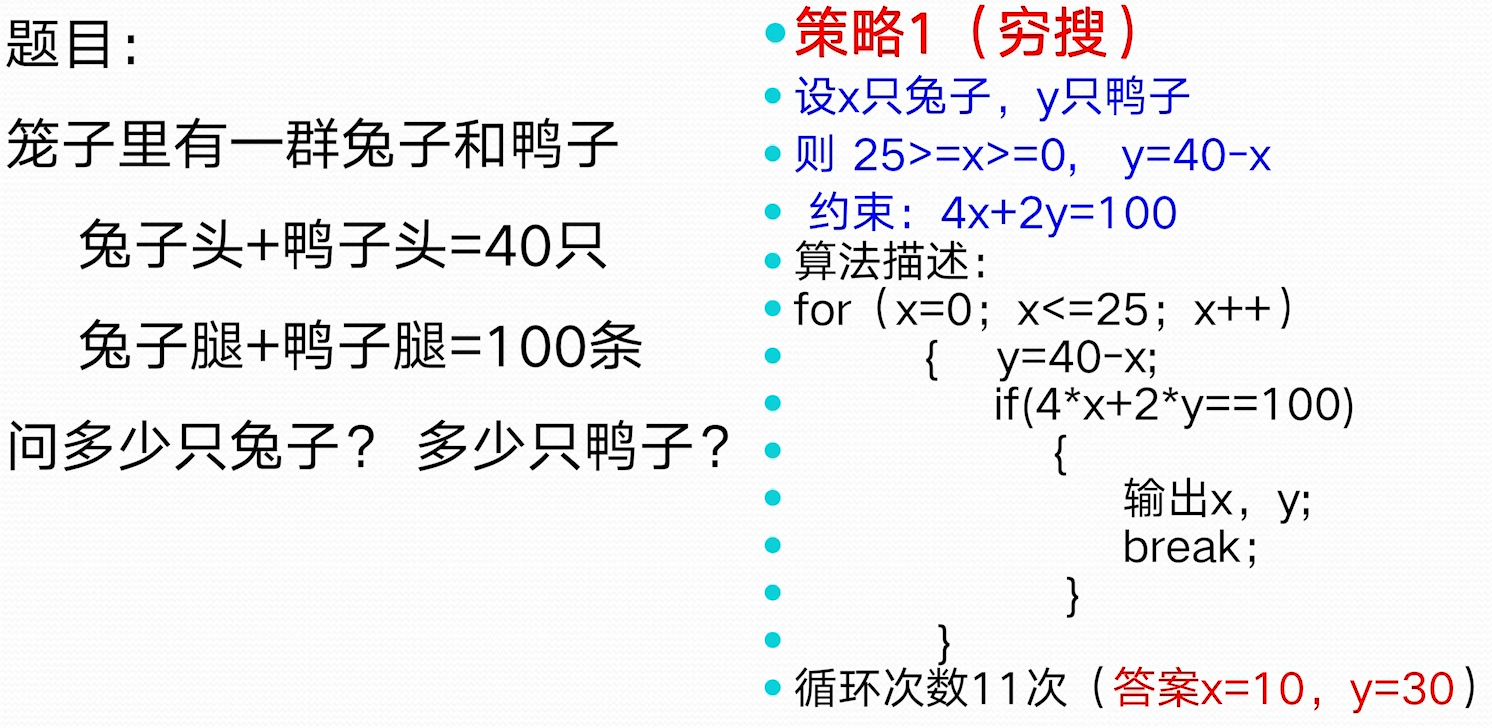 题目：
笼子里有一群兔子和鸭子
兔子头+鸭子头=40只
兔子腿+鸭子腿=100条
问多少只兔子？ 多少只鸭子？
策略1（穷搜）
设x只兔子，y只鸭子
则 25>=x>=0， y=40-x
约束：4x+2y=100
算法描述：
for（x=0；x<=25；x++）
{ y=40-x;
if(4*x+2*y==100)
{
输出x，y;
break；
}
}
循环次数11次（答案x=10，y=30）